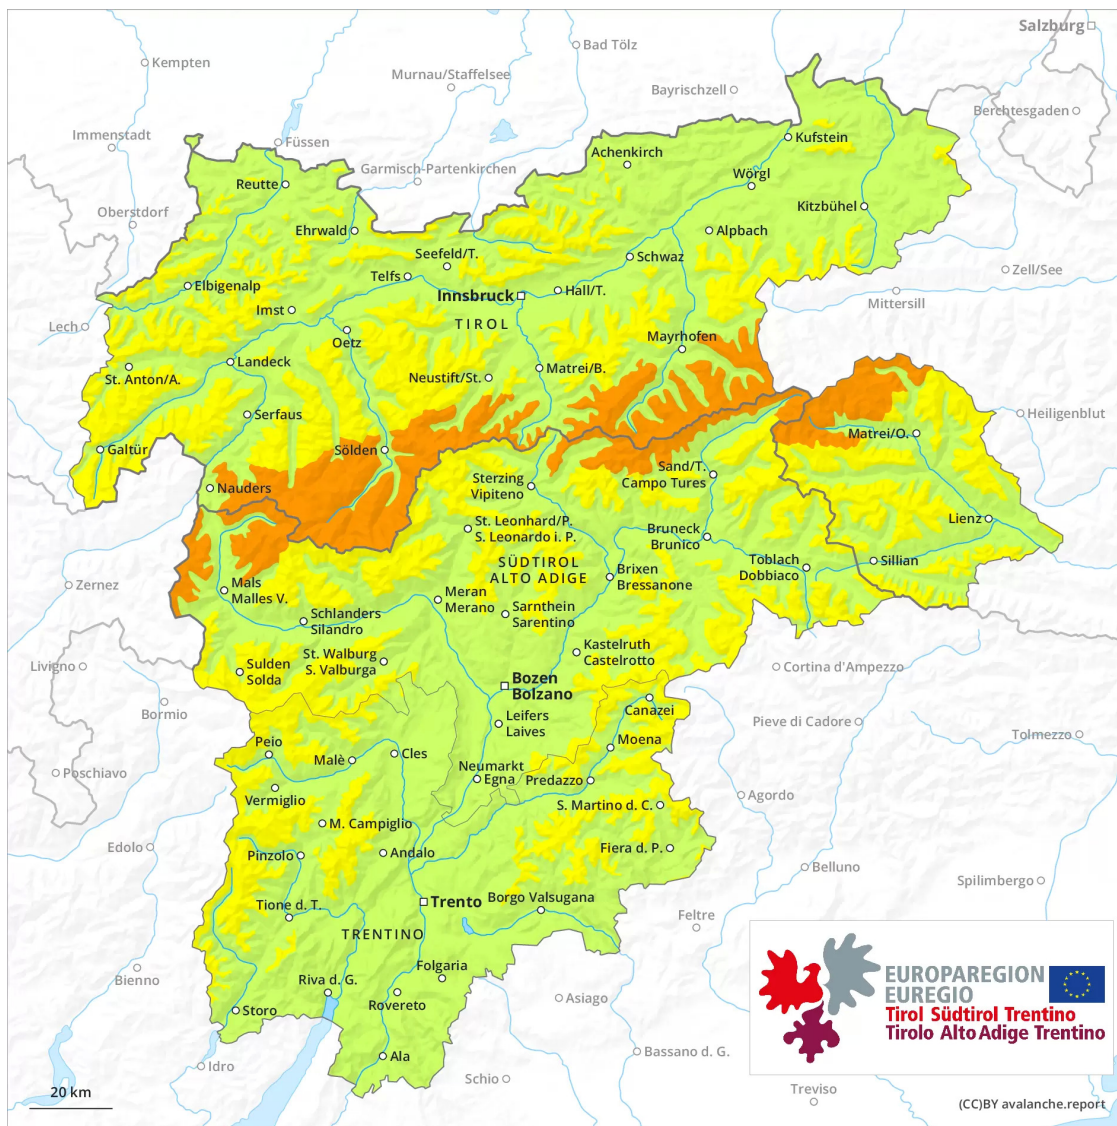 Salzburg
Kempten
Bad Tölz
Murnau/Staffelsee
Bayrischzell
Berchtesgaden
Immenstadt
Füssen
Kufstein
Achenkirch
Garmisch-Partenkirchen
Wörgl
Reutte
Oberstdorf
Kitzbühel
Ehrwald
Alpbach
Seefeld/T.
Schwaz
Telfs
Zell/See
Elbigenalp
Innsbruck
Hall/T.
Mittersill
Imst
TIROL
Lech
Oetz
Mayrhofen
Landeck
Matrei/B.
St. Anton/A.
Neustift/St.
Serfaus
Heiligenblut
Matrei/O.
Galtür
Sölden
Sand/T.
Campo Tures
Sterzing
Vipiteno
Nauders
Lienz
St. Leonhard/P.
S. Leonardo i. P.
Bruneck
Brunico
SÜDTIROL
ALTO ADIGE
Toblach
Dobbiaco
Sillian
Brixen
Bressanone
Zernez
Mals
Malles V.
Meran
Merano
Sarnthein
Sarentino
Schlanders
Silandro
Kastelruth
Castelrotto
St. Walburg
S. Valburga
Livigno
Sulden
Solda
Cortina d'Ampezzo
Bozen
Bolzano
Canazei
Bormio
Leifers
Laives
Pieve di Cadore
Moena
Tolmezzo
Peio
Cles
Malè
Poschiavo
Neumarkt
Egna
Predazzo
Vermiglio
Agordo
S. Martino d. C.
M. Campiglio
Edolo
Fiera d. P.
Pinzolo
Andalo
Belluno
Spilimbergo
Trento
Borgo Valsugana
Tione d. T.
Feltre
TRENTINO
Bienno
Folgaria
Riva d. G.
EUROPAREGION
EUREGIO
Tirol Südtirol Trentino
Tirolo Alto Adige Trentino
Asiago
Rovereto
Storo
Bassano d. G.
Ala
Idro
Schio
Treviso
20 km
(CC)BY avalanche.report